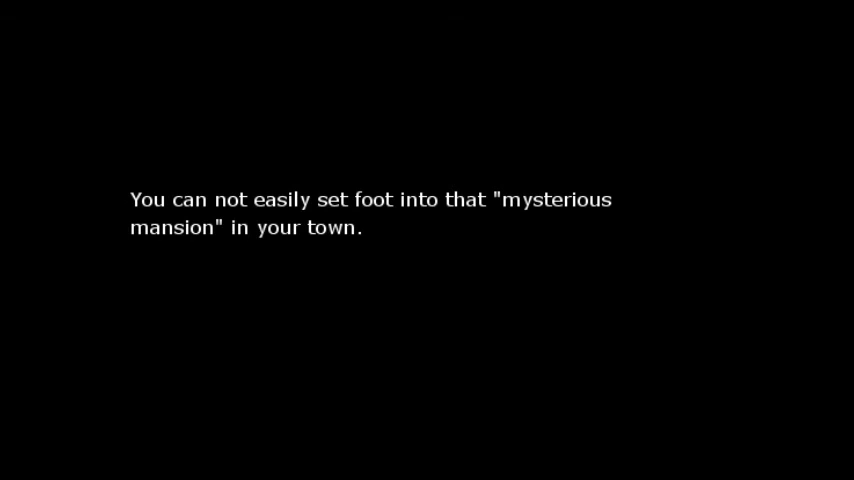 You can not easily set foot into that "mysterious
mansion" in your town.